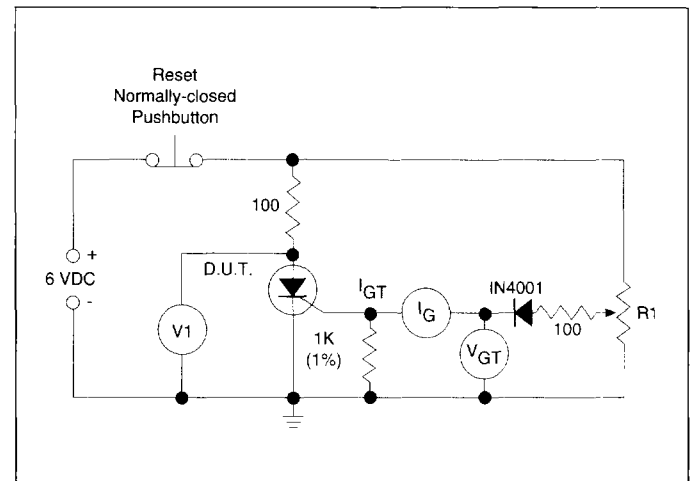 Reset
Normally-closed
Pushbutton
100
+
6 VDC
-
D.U.T.
V1
1K
(1%)
IGT
IG
VGT
IN4001
100
R1